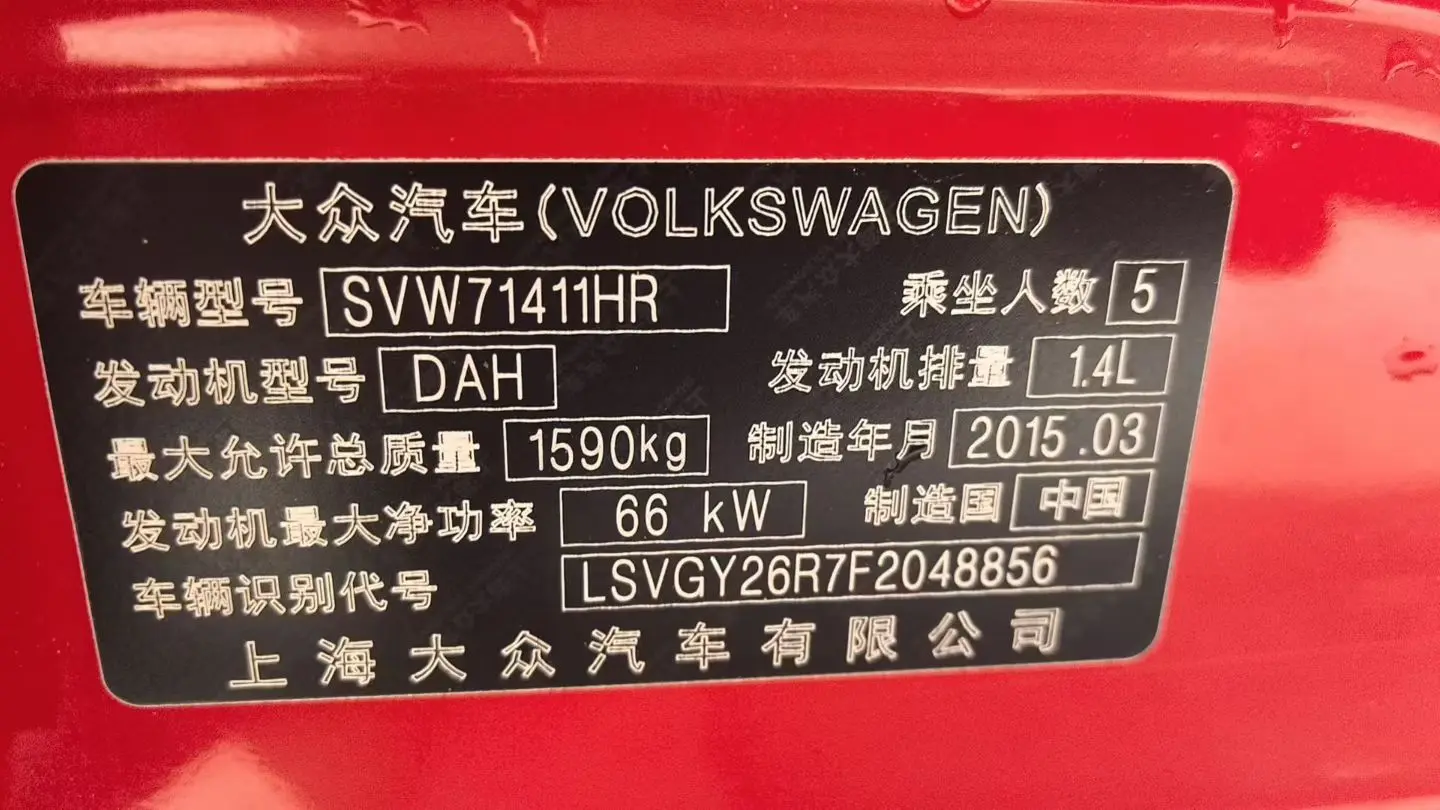 大众汽车(VOLKSWAGEN)
车辆型号 SVW71411HR 乘坐人数 5
发动机型号 DAH 发动机排量 1.4L
最大允许总质量 1590kg 制造年月 2015.03
发动机最大净功率 66 kW 制造国 中国
车辆识别代号 LSVGY26R7F2048856
上海大众汽车有限公司